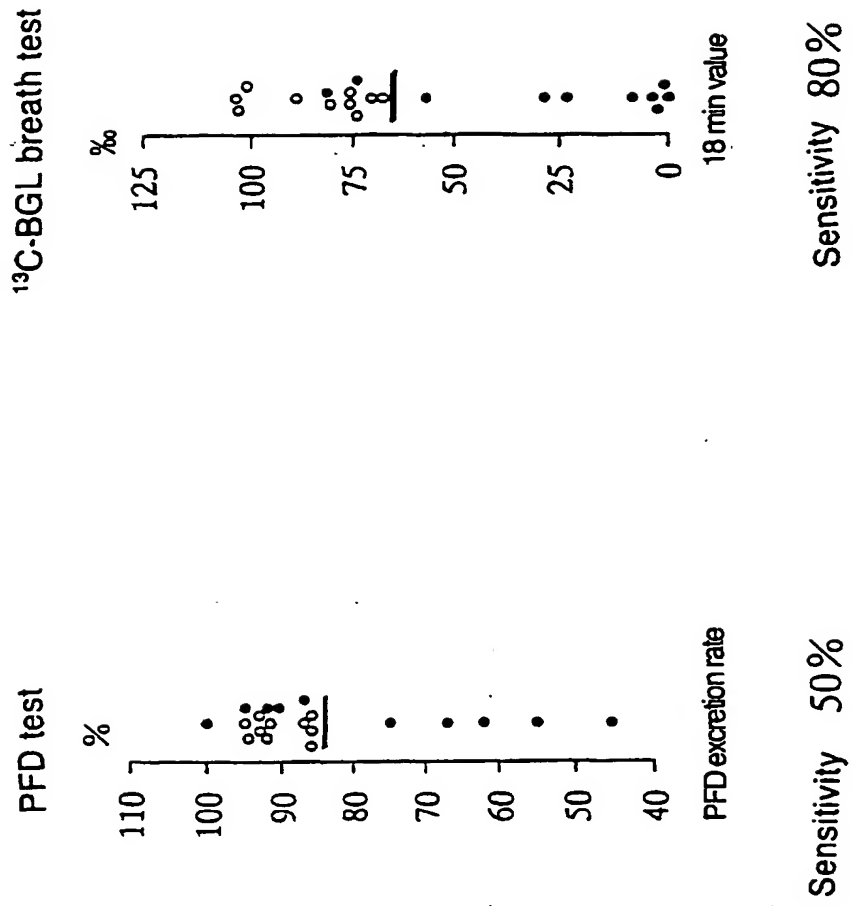 PFD test
%
110
100
90
80
70
60
50
40
PFD excretion rate
Sensitivity 50%
¹³C-BGL breath test
‰
125
100
75
50
25
0
18 min value
Sensitivity 80%